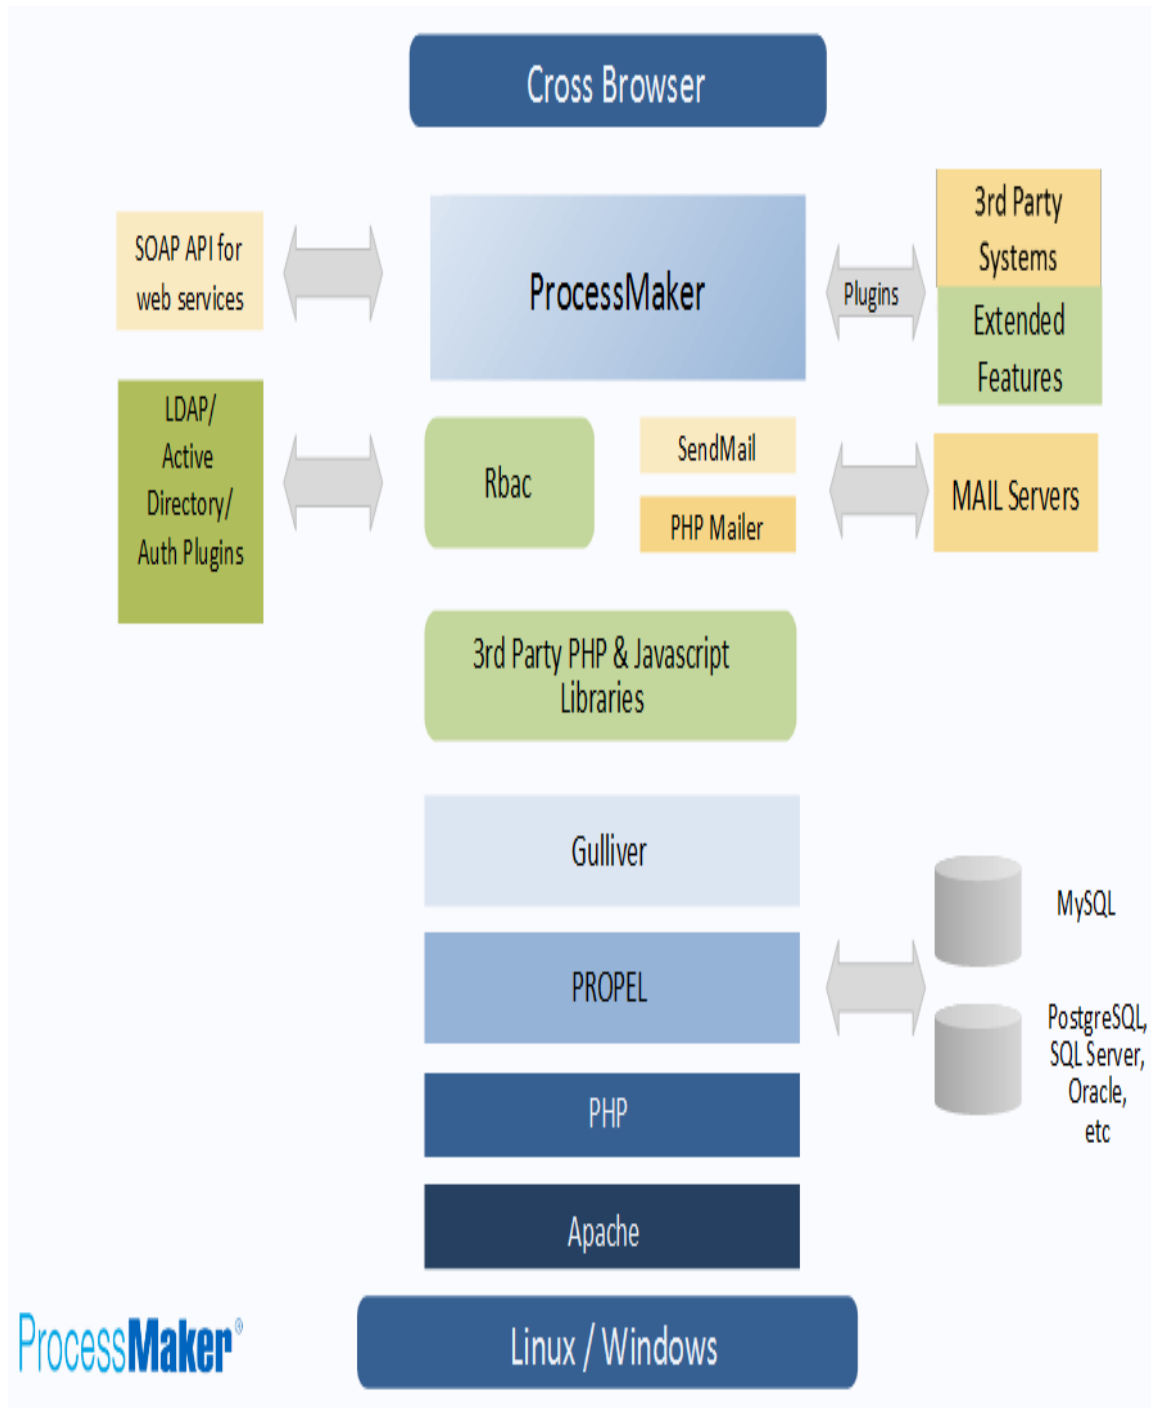 Cross Browser
SOAP API for
web services
ProcessMaker
Plugins
3rd Party
Systems
Extended
Features
LDAP/
Active
Directory/
Auth Plugins
Rbac
SendMail
PHP Mailer
MAIL Servers
3rd Party PHP & Javascript
Libraries
Gulliver
PROPEL
MySQL
PostgreSQL,
SQL Server,
Oracle,
etc
PHP
Apache
Linux / Windows
ProcessMaker®